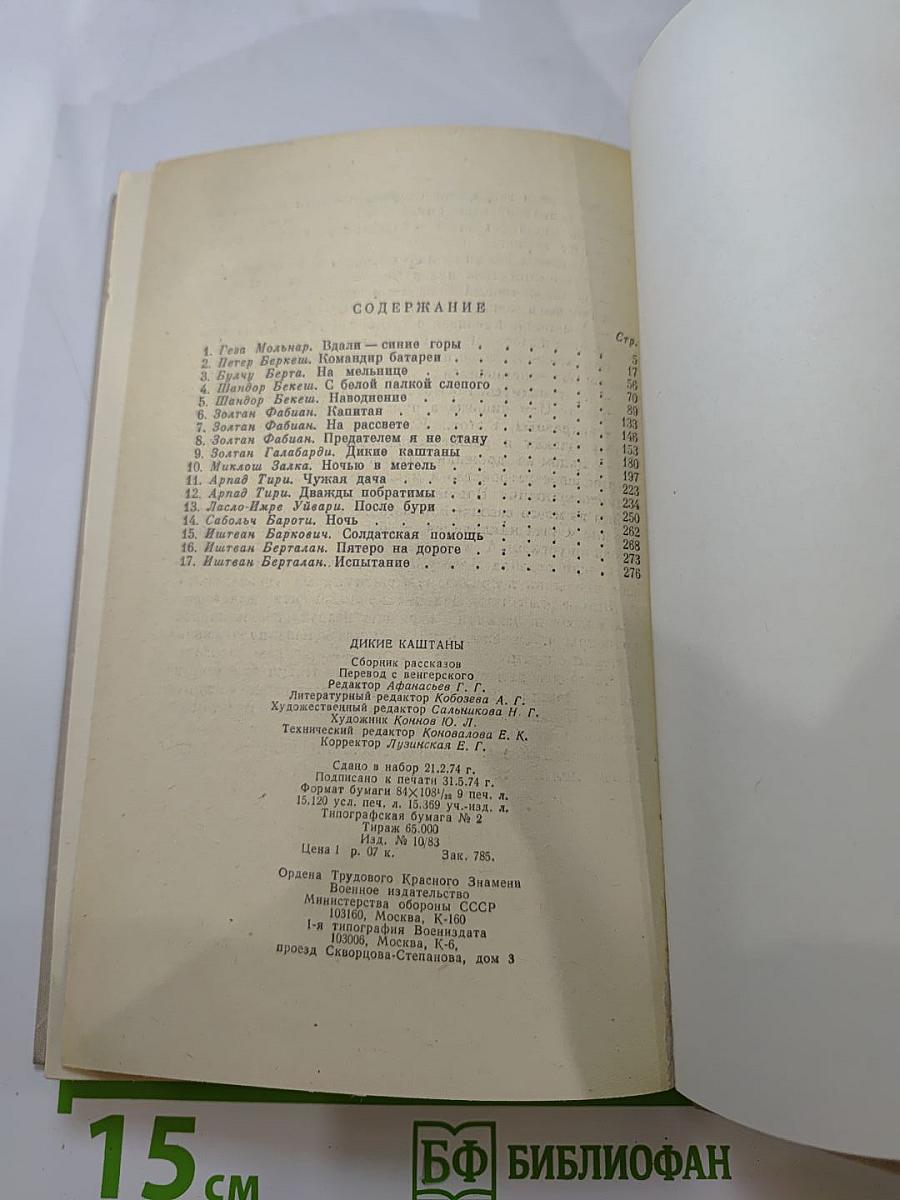 СОДЕРЖАНИЕ
Стр.
1. Геза Мольнар. Вдали — синие горы . . . . . . 5
2. Петер Беркеш. Командир батареи . . . . . . . 17
3. Булчу Берта. На мельнице . . . . . . . 56
4. Шандор Бекеш. С белой палкой слепого . . . . . 70
5. Шандор Бекеш. Наводнение . . . . . . . 89
6. Золтан Фабиан. Капитан . . . . . . . . 133
7. Золтан Фабиан. На рассвете . . . . . . . 148
8. Золтан Фабиан. Предателем я не стану . . . . . 153
9. Золтан Галабарди. Дикие каштаны . . . . . . 180
10. Миклош Залка. Ночью в метель . . . . . . 197
11. Арпад Тири. Чужая дача . . . . . . . . 223
12. Арпад Тири. Дважды побратимы . . . . . . 234
13. Ласло-Имре Уйвари. После бури . . . . . . 250
14. Сабольч Бароти. Ночь . . . . . . . . 262
15. Иштван Баркович. Солдатская помощь . . . . . 268
16. Иштван Берталан. Пятеро на дороге . . . . . 273
17. Иштван Берталан. Испытание . . . . . . . 276
ДИКИЕ КАШТАНЫ
Сборник рассказов
Перевод с венгерского
Редактор Афанасьев Г. Г.
Литературный редактор Кобозева А. Г.
Художественный редактор Сальникова Н. Г.
Художник Коннов Ю. Л.
Технический редактор Коновалова Е. К.
Корректор Лузинская Е. Г.
Сдано в набор 21.2.74 г.
Подписано к печати 31.5.74 г.
Формат бумаги 84×108¹/₃₂ 9 печ. л.
15,120 усл. печ. л. 15,369 уч.-изд. л.
Типографская бумага № 2
Тираж 65.000
Изд. № 10/83
Цена 1 р. 07 к. Зак. 785.
Ордена Трудового Красного Знамени
Военное издательство
Министерства обороны СССР
103160, Москва, К-160
1-я типография Воениздата
103006, Москва, К-6,
проезд Скворцова-Степанова, дом 3
15 см
БФ БИБЛИОФАН